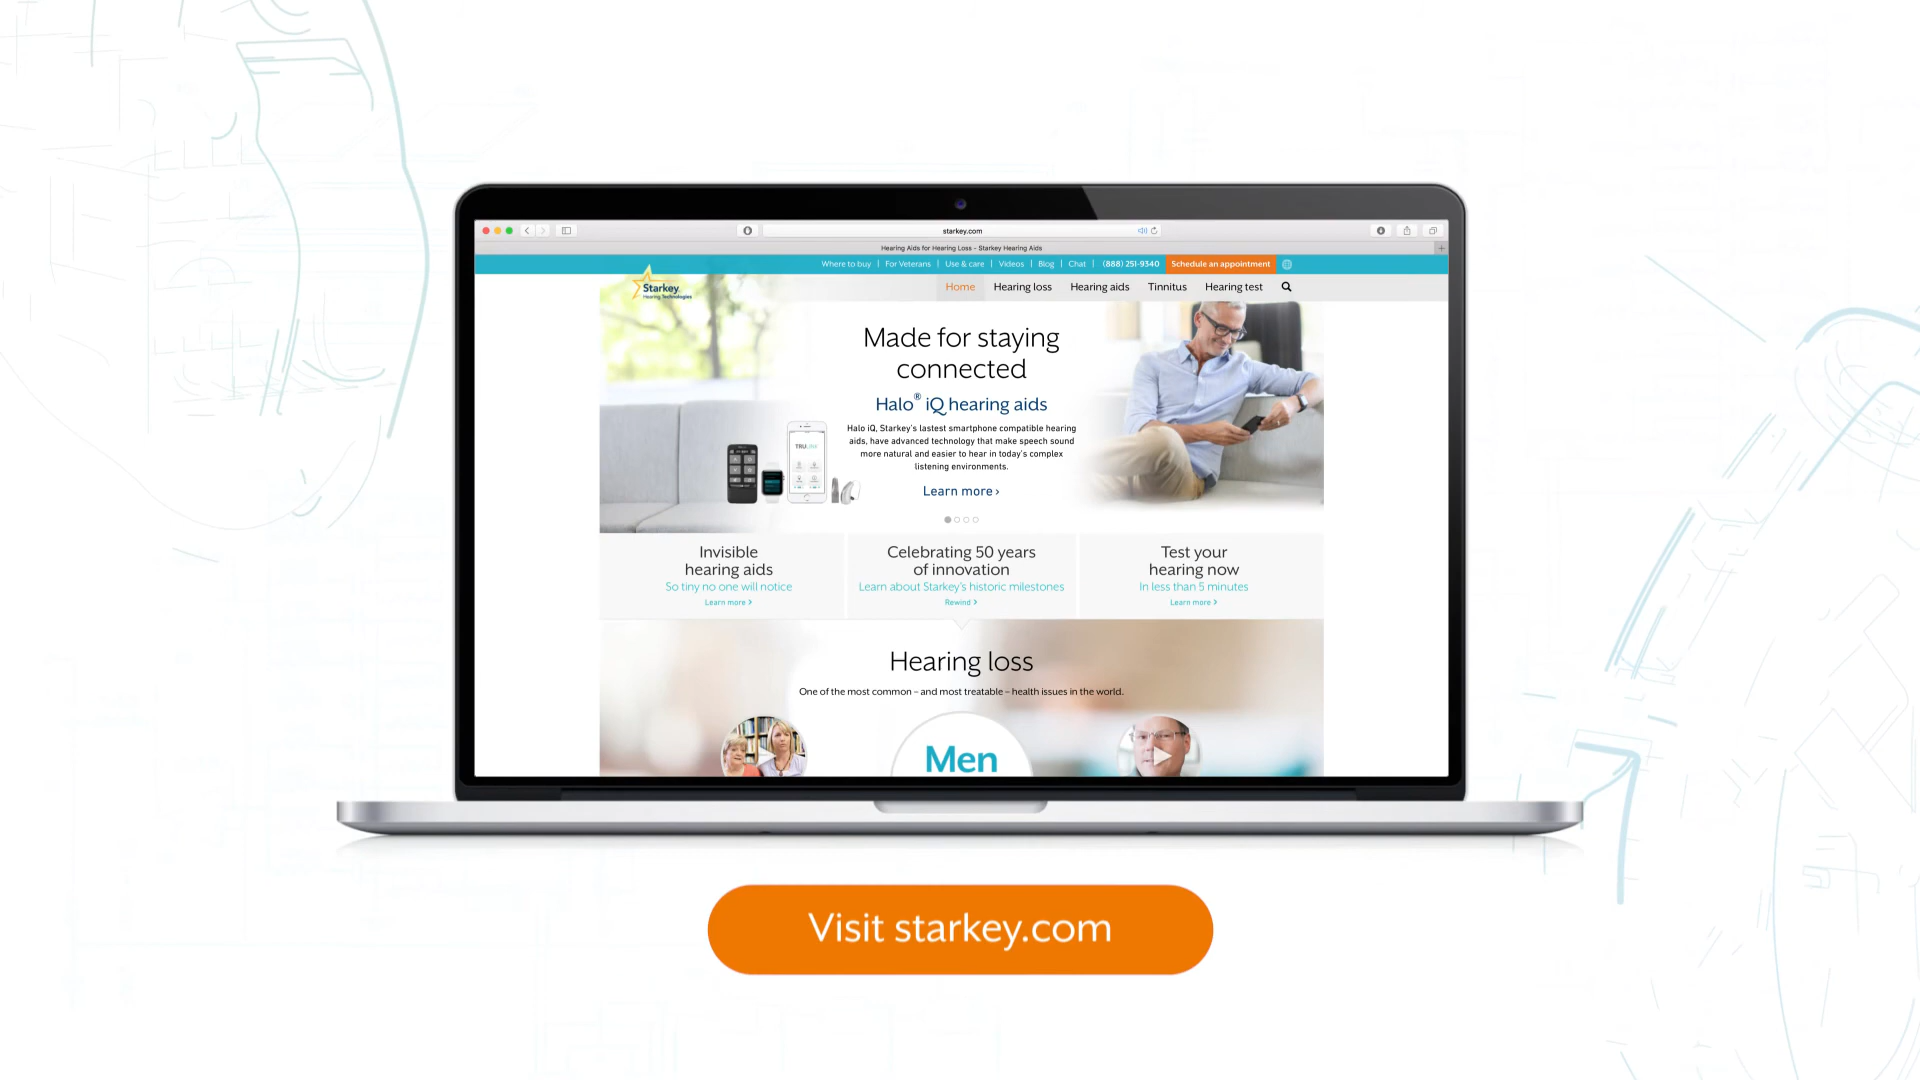 starkey.com
Hearing Aids for Hearing Loss - Starkey Hearing Aids
Where to buy | For Veterans | Use & care | Videos | Blog | Chat | (888) 251-9340 Schedule an appointment
Starkey
Hearing Technologies
Home Hearing loss Hearing aids Tinnitus Hearing test
Made for staying
connected
Halo® iQ hearing aids
Halo iQ, Starkey's lastest smartphone compatible hearing
aids, have advanced technology that make speech sound
more natural and easier to hear in today's complex
listening environments.
Learn more ›
TRULINK
Invisible
hearing aids
So tiny no one will notice
Learn more ›
Celebrating 50 years
of innovation
Learn about Starkey's historic milestones
Rewind ›
Test your
hearing now
In less than 5 minutes
Learn more ›
Hearing loss
One of the most common – and most treatable – health issues in the world.
Men
Visit starkey.com